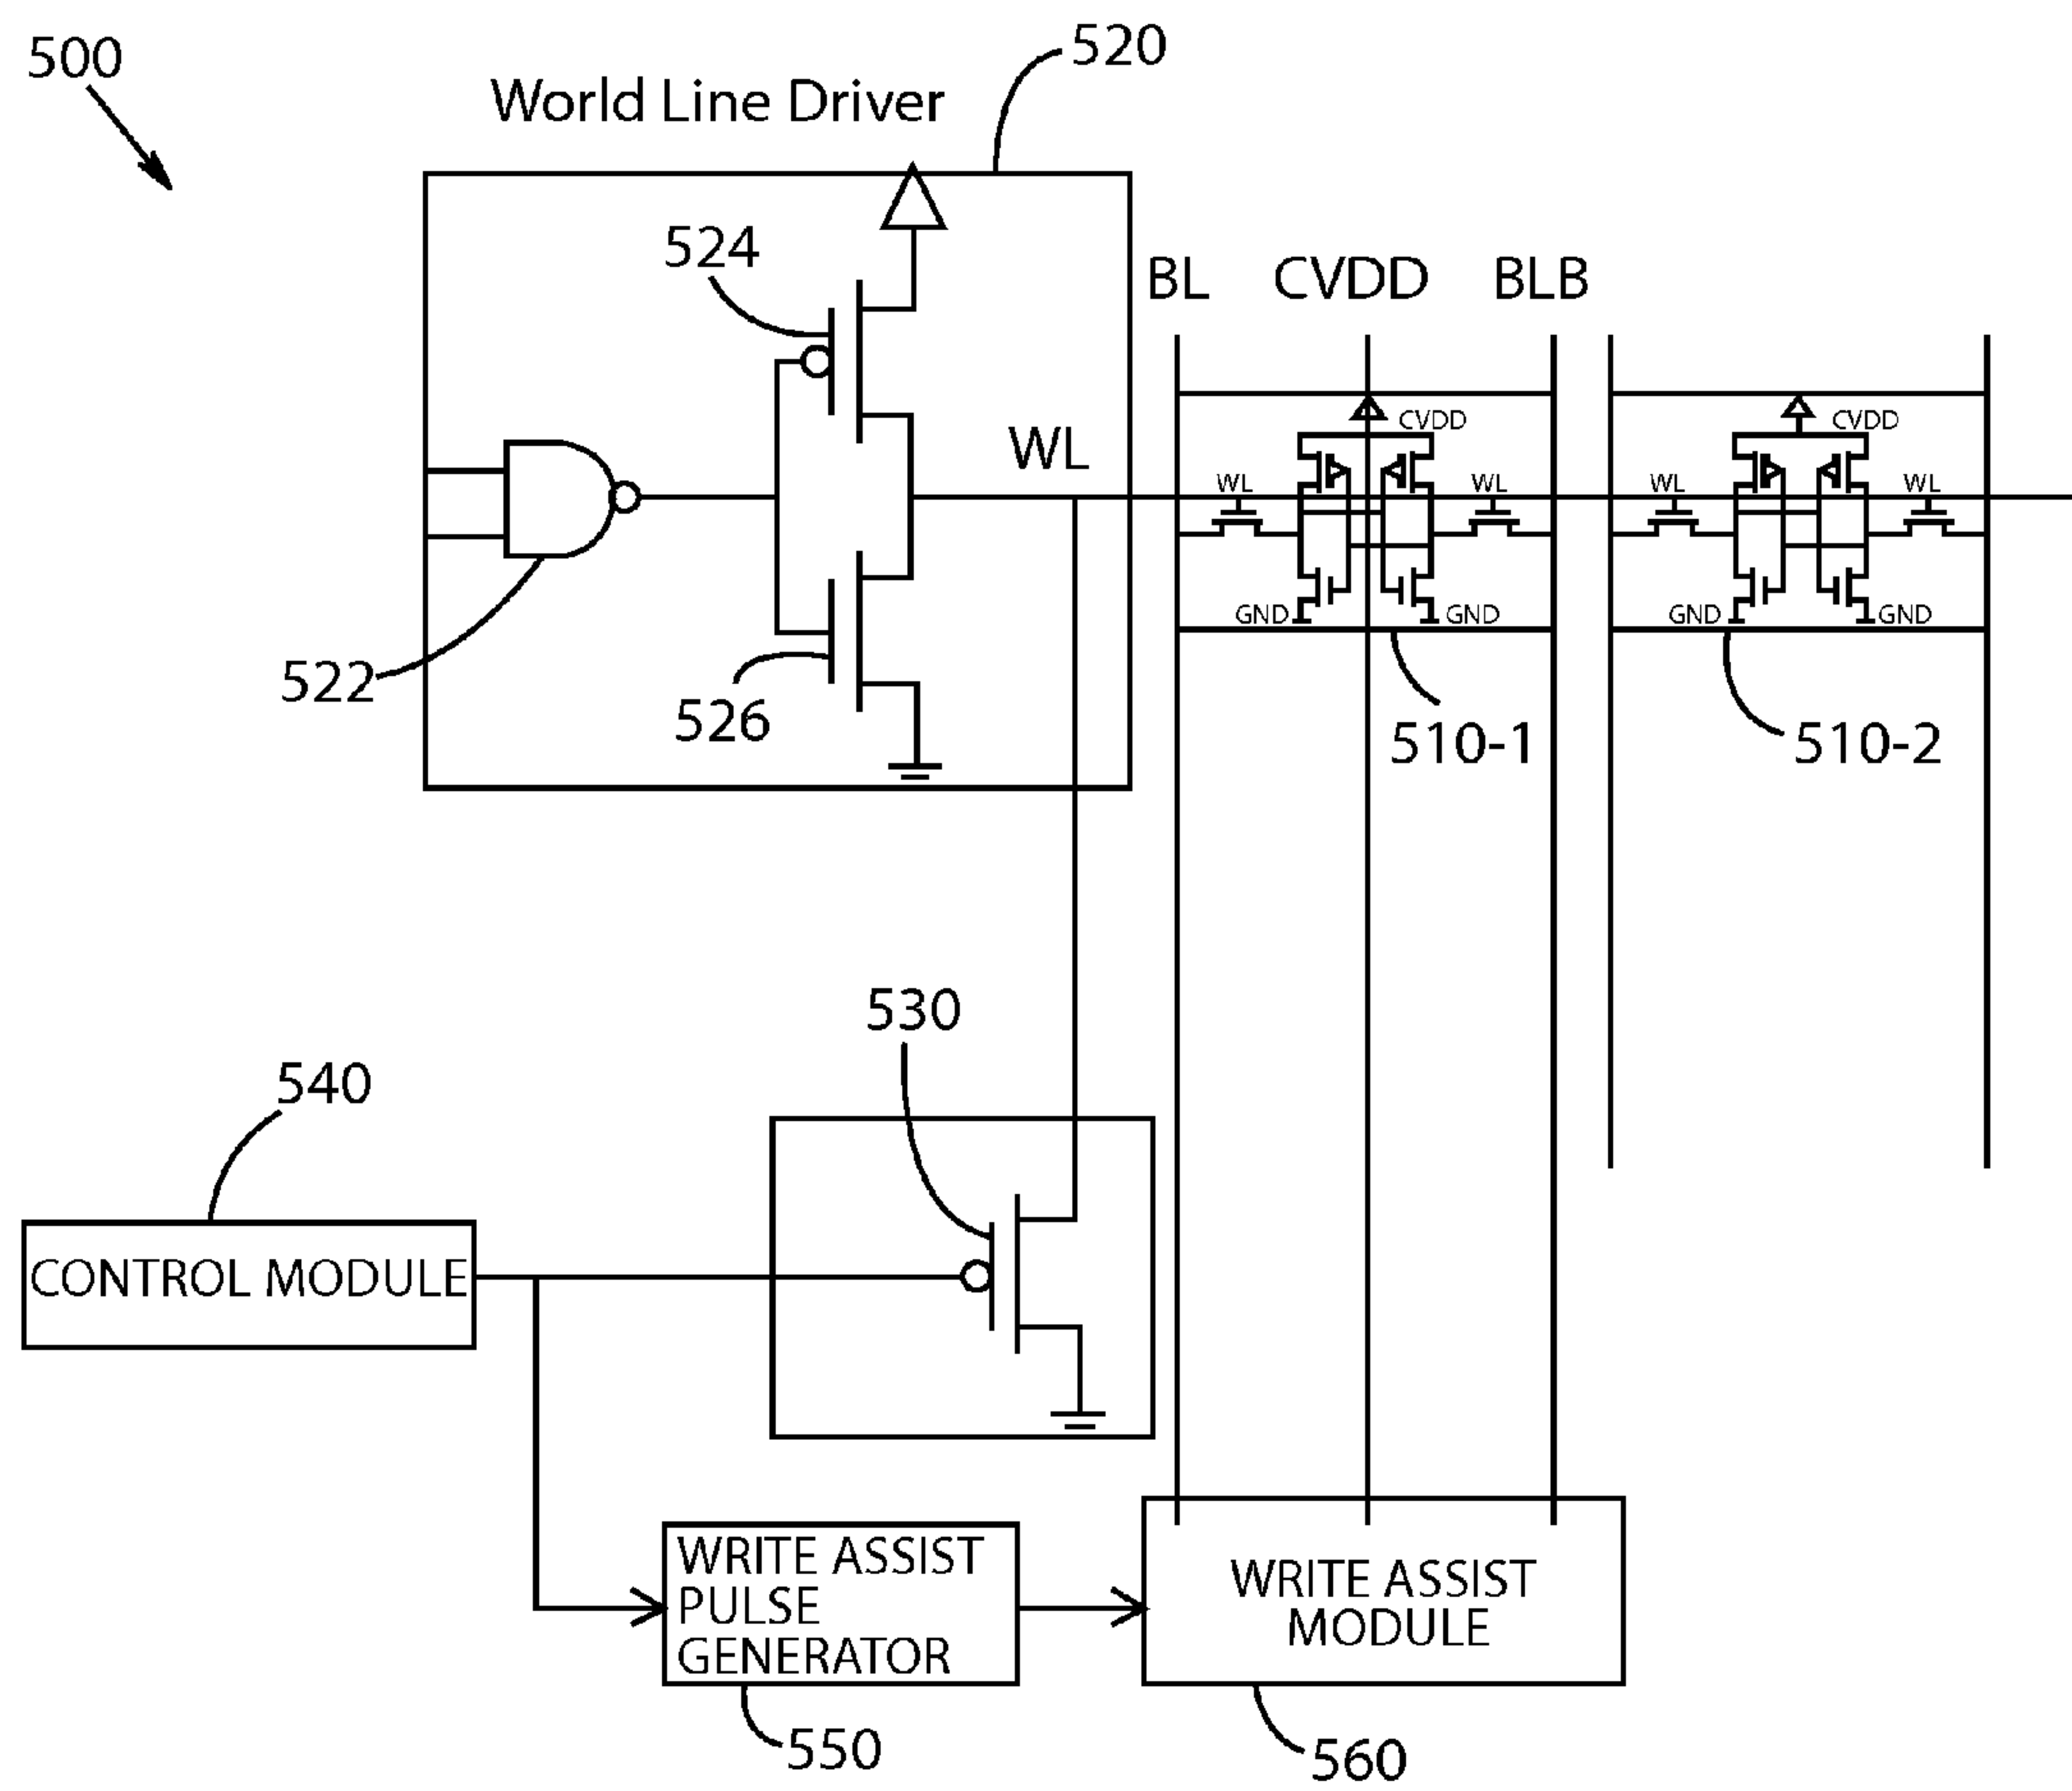 500
520
World Line Driver
524
BL CVDD BLB
CVDD
CVDD
WL
WL
WL
WL
WL
GND
GND
GND
GND
522
526
510-1
510-2
530
540
CONTROL MODULE
WRITE ASSIST
PULSE
GENERATOR
WRITE ASSIST
MODULE
550
560